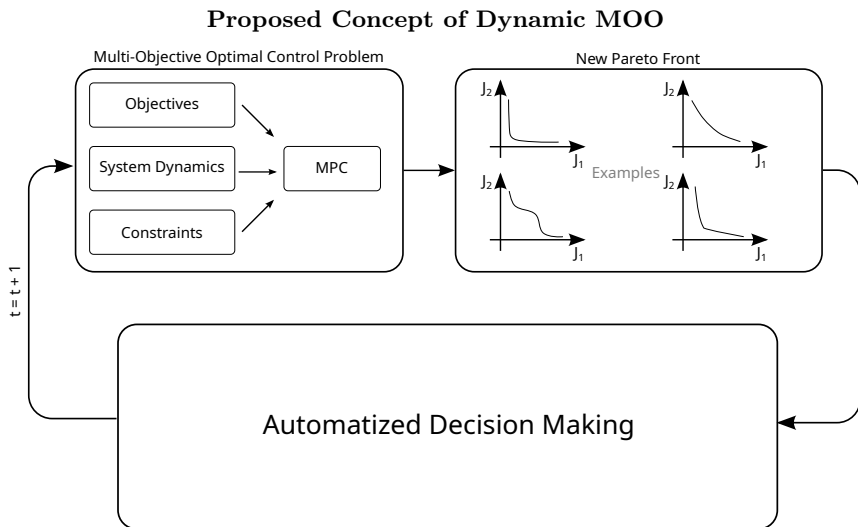 Proposed Concept of Dynamic MOO
Multi-Objective Optimal Control Problem
New Pareto Front
Objectives
System Dynamics
Constraints
MPC
J₂
J₁
J₂
J₁
Examples
J₂
J₁
J₂
J₁
t = t + 1
Automatized Decision Making